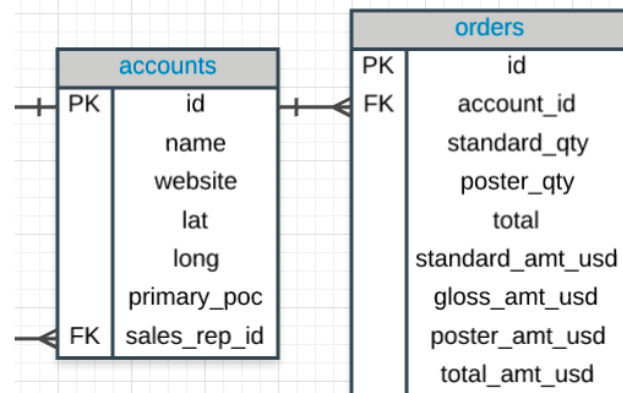 accounts
PK id
name
website
lat
long
primary_poc
FK sales_rep_id
orders
PK id
FK account_id
standard_qty
poster_qty
total
standard_amt_usd
gloss_amt_usd
poster_amt_usd
total_amt_usd